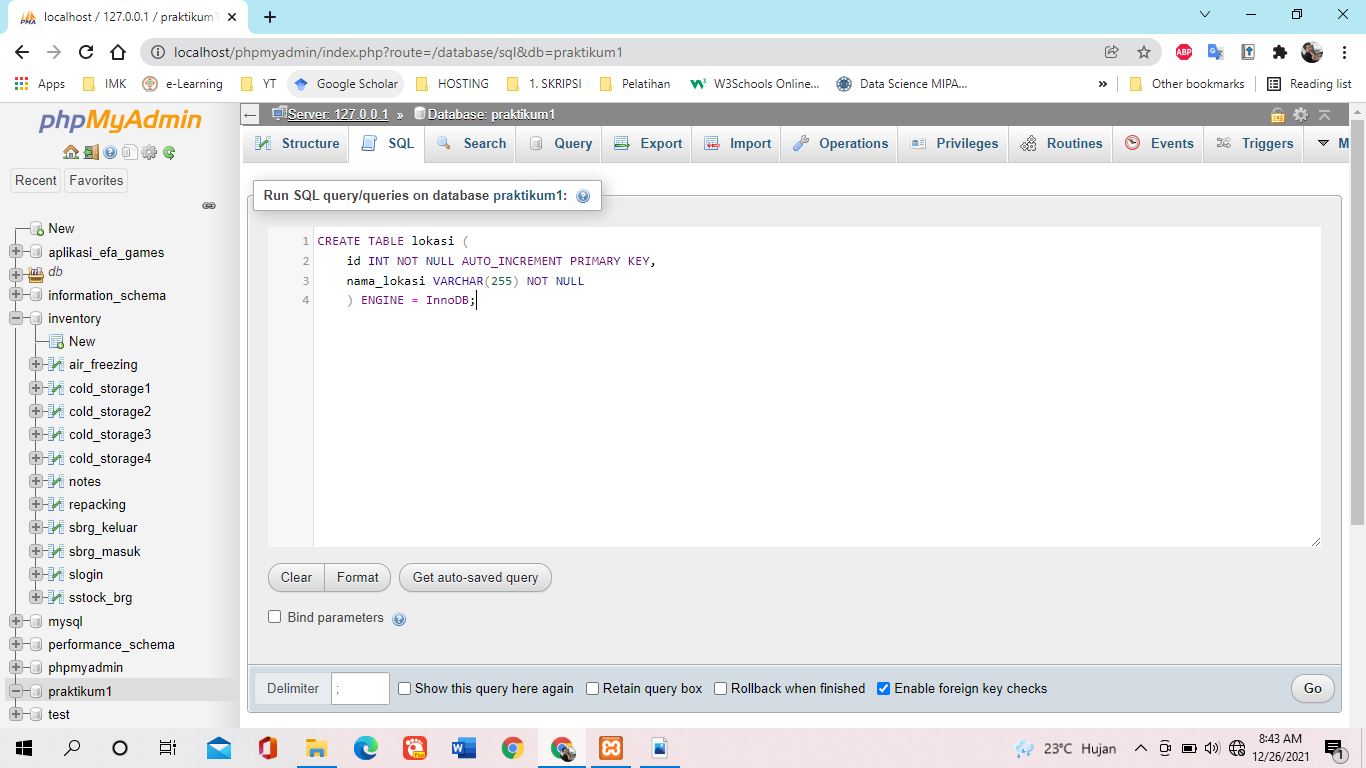 localhost / 127.0.0.1 / praktikum1
localhost/phpmyadmin/index.php?route=/database/sql&db=praktikum1
ABP
Apps IMK e-Learning YT Google Scholar HOSTING 1. SKRIPSI Pelatihan W3Schools Online... Data Science MIPA... » Other bookmarks Reading list
phpMyAdmin
Recent Favorites
New
aplikasi_efa_games
db
information_schema
inventory
New
air_freezing
cold_storage1
cold_storage2
cold_storage3
cold_storage4
notes
repacking
sbrg_keluar
sbrg_masuk
slogin
sstock_brg
mysql
performance_schema
phpmyadmin
praktikum1
test
Server: 127.0.0.1 » Database: praktikum1
Structure SQL Search Query Export Import Operations Privileges Routines Events Triggers M
Run SQL query/queries on database praktikum1:
1 CREATE TABLE lokasi (
2 id INT NOT NULL AUTO_INCREMENT PRIMARY KEY,
3 nama_lokasi VARCHAR(255) NOT NULL
4 ) ENGINE = InnoDB;
Clear Format Get auto-saved query
Bind parameters
Delimiter ; Show this query here again Retain query box Rollback when finished Enable foreign key checks Go
23°C Hujan
8:43 AM
12/26/2021
1